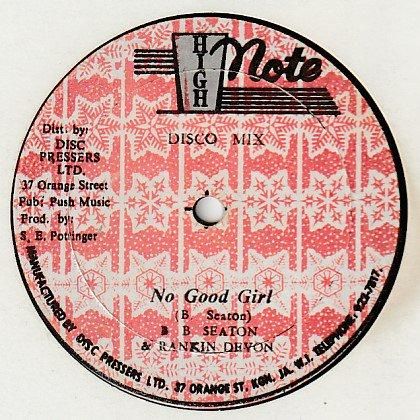 HIGH Note
DISCO MIX
Dist: by:
DISC
PRESSERS
LTD.
37 Orange Street
Pub: Push Music
Prod. by:
S. E. Pottinger
No Good Girl
(B. Seaton)
B B SEATON
& RANKIN DEVON
MANUFACTURED BY DYSC PRESSERS LTD. 37 ORANGE ST. KGN. JA. W.I. TELEPHONE: 922-7817.